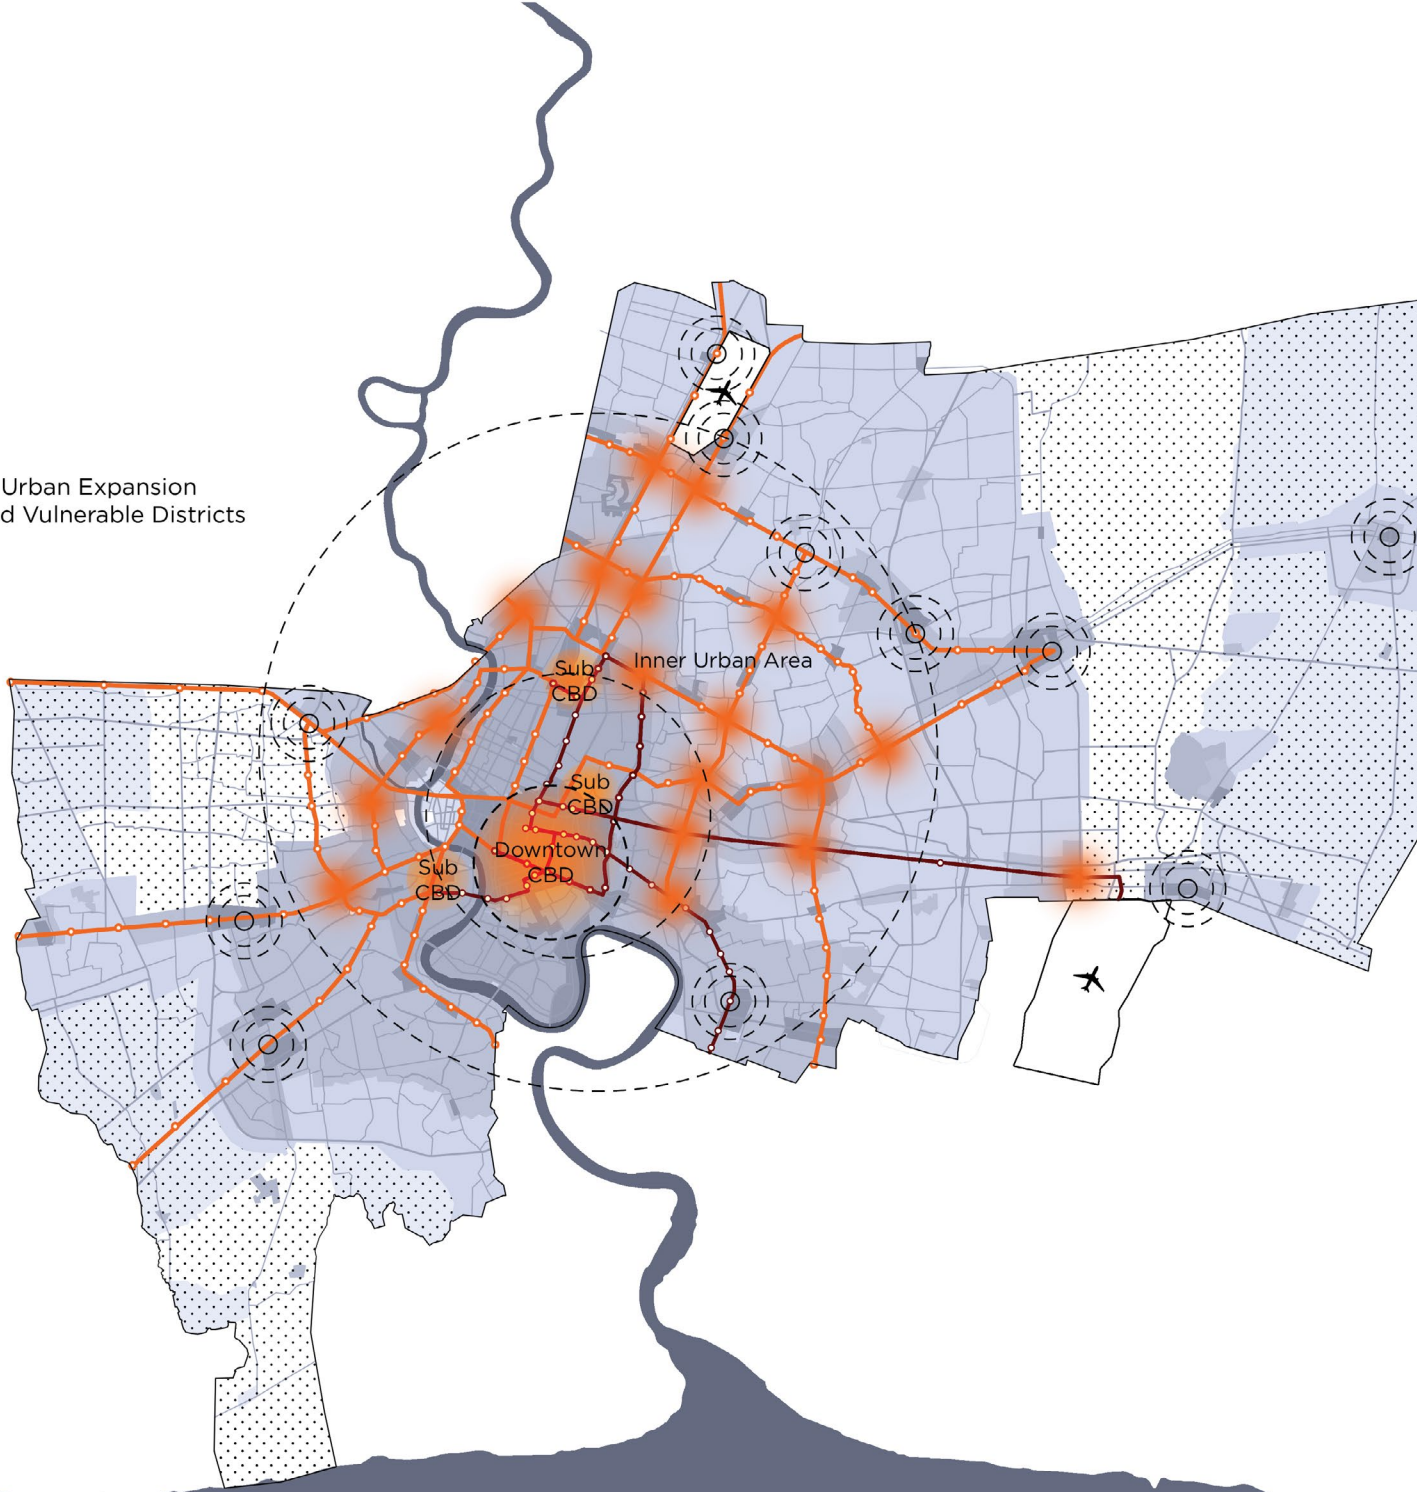 Urban Expansion
d Vulnerable Districts
Inner Urban Area
Sub
CBD
Sub
CBD
Downtown
CBD
Sub
CBD